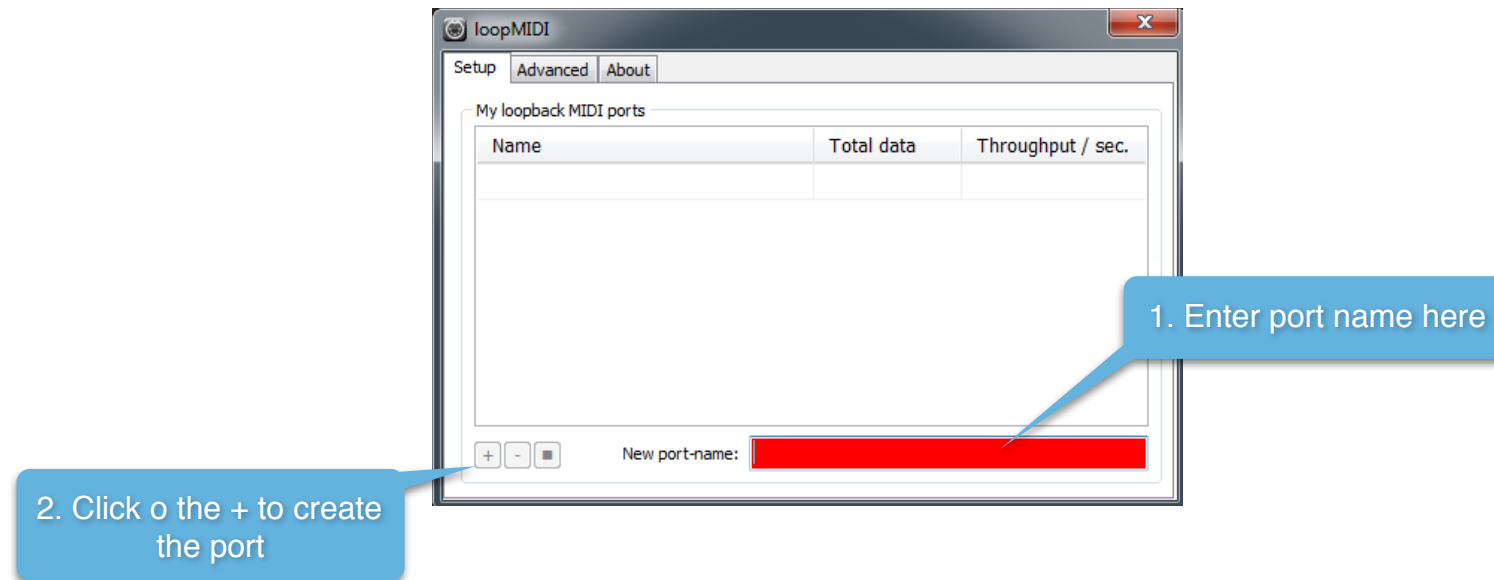 loopMIDI
Setup Advanced About
My loopback MIDI ports
Name Total data Throughput / sec.
1. Enter port name here
+ - ■ New port-name:
2. Click o the + to create
the port